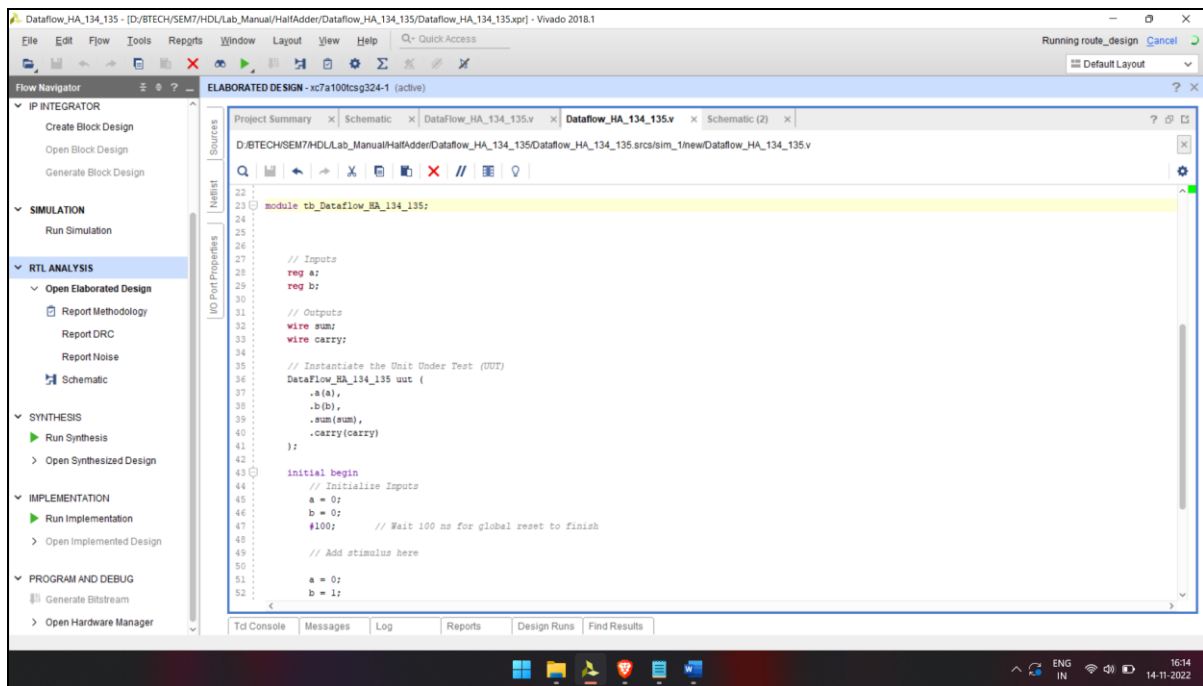 Dataflow_HA_134_135 - [D:/BTECH/SEM7/HDL/Lab_Manual/HalfAdder/Dataflow_HA_134_135/Dataflow_HA_134_135.xpr] - Vivado 2018.1
File Edit Flow Tools Reports Window Layout View Help Q- Quick Access
Running route_design Cancel
Default Layout
Flow Navigator
IP INTEGRATOR
Create Block Design
Open Block Design
Generate Block Design
SIMULATION
Run Simulation
RTL ANALYSIS
Open Elaborated Design
Report Methodology
Report DRC
Report Noise
Schematic
SYNTHESIS
Run Synthesis
Open Synthesized Design
IMPLEMENTATION
Run Implementation
Open Implemented Design
PROGRAM AND DEBUG
Generate Bitstream
Open Hardware Manager
ELABORATED DESIGN - xc7a100tcsg324-1 (active)
Sources
Netlist
I/O Port Properties
Project Summary Schematic DataFlow_HA_134_135.v Dataflow_HA_134_135.v Schematic (2)
D:/BTECH/SEM7/HDL/Lab_Manual/HalfAdder/Dataflow_HA_134_135/Dataflow_HA_134_135.srcs/sim_1/new/Dataflow_HA_134_135.v
22
23 module tb_Dataflow_HA_134_135;
24
25
26
27 // Inputs
28 reg a;
29 reg b;
30
31 // Outputs
32 wire sum;
33 wire carry;
34
35 // Instantiate the Unit Under Test (UUT)
36 DataFlow_HA_134_135 uut (
37 .a(a),
38 .b(b),
39 .sum(sum),
40 .carry(carry)
41 );
42
43 initial begin
44 // Initialize Inputs
45 a = 0;
46 b = 0;
47 #100; // Wait 100 ns for global reset to finish
48
49 // Add stimulus here
50
51 a = 0;
52 b = 1;
Tcl Console Messages Log Reports Design Runs Find Results
ENG
IN
16:14
14-11-2022